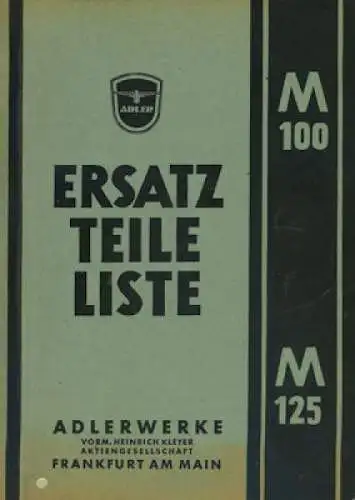 ADLER
ERSATZ
TEILE
LISTE
M
100
M
125
ADLERWERKE
VORM. HEINRICH KLEYER
AKTIENGESELLSCHAFT
FRANKFURT AM MAIN